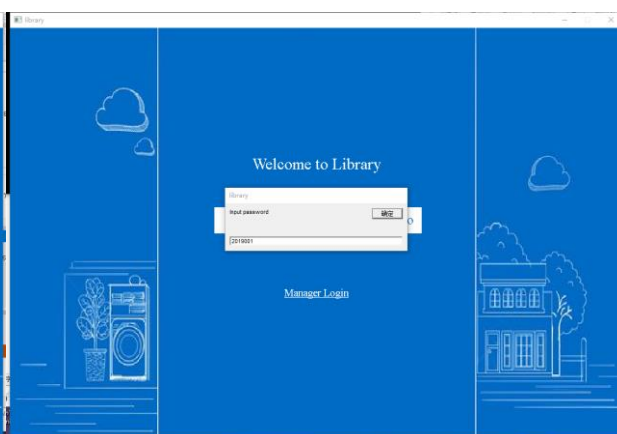 library
Welcome to Library
library
Input password
确定
2019001
Manager Login